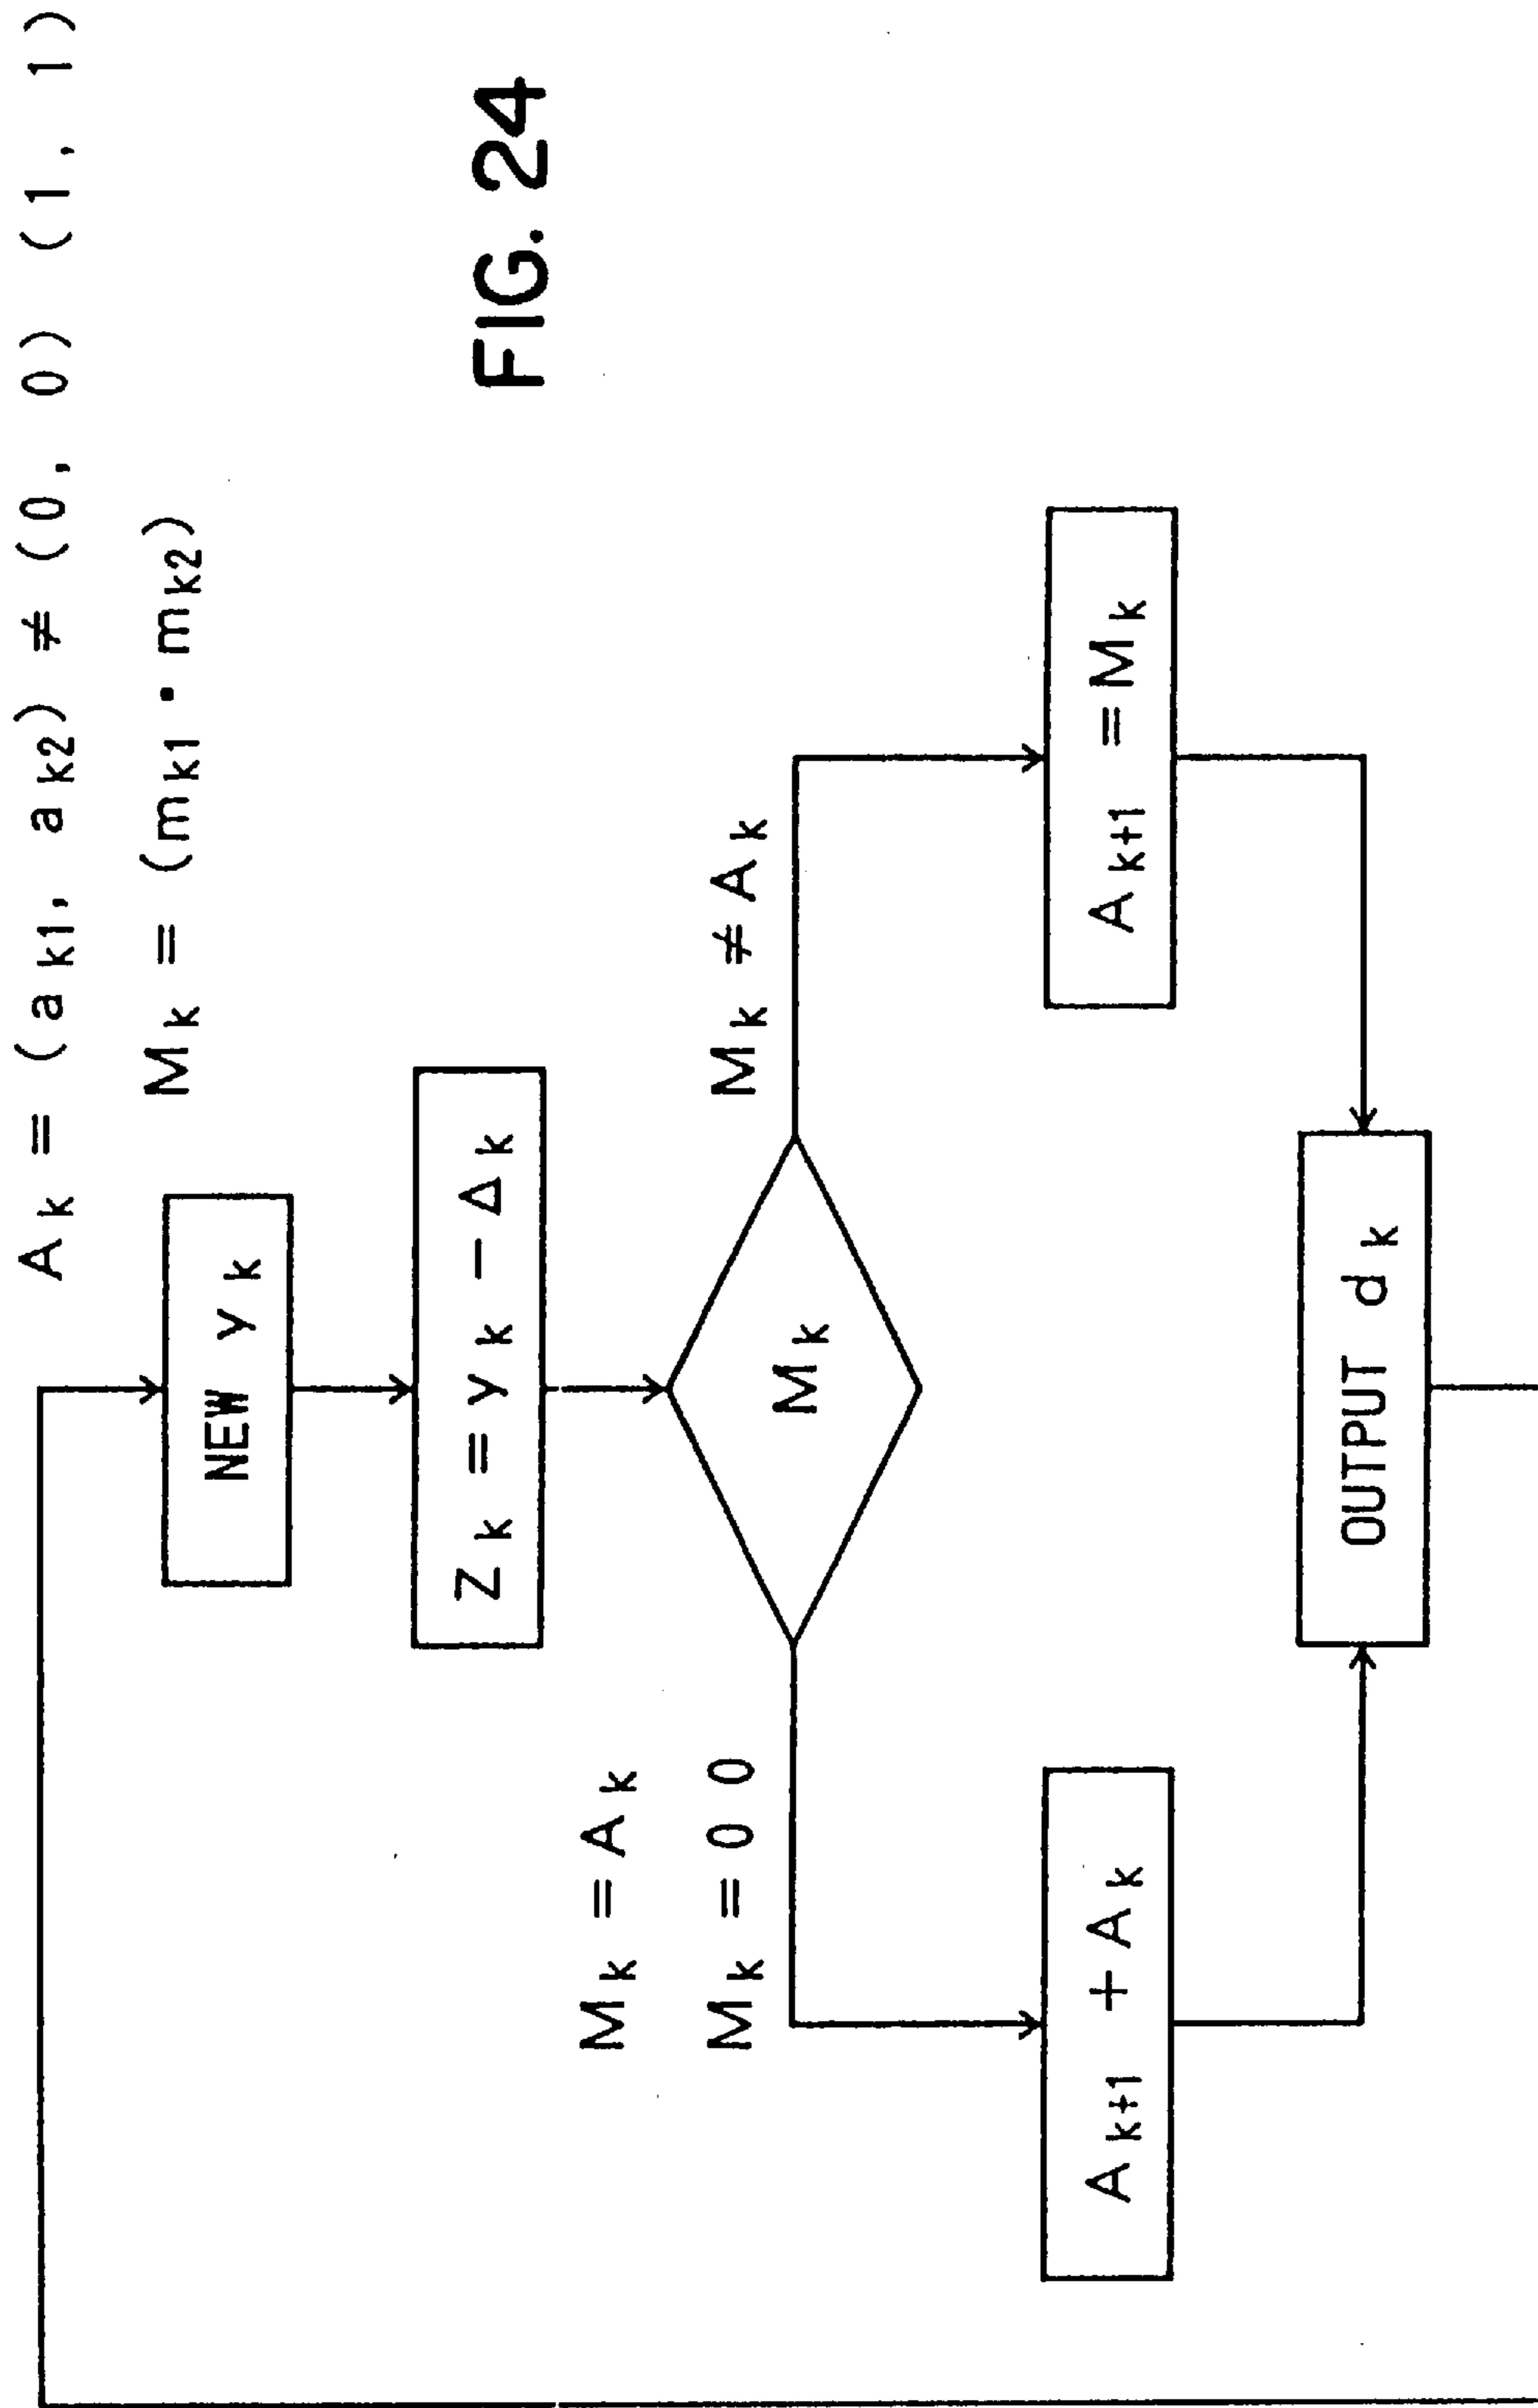 A k = (a k1, a k2) ≠ (0, 0) (1, 1)
M k = (m k1 · m k2)
NEW y k
Z k = y k − Δ k
FIG. 24
M k = A k
M k = 0 0
M k
M k ≠ A k
A k+1 + A k
A k+1 = M k
OUTPUT d k